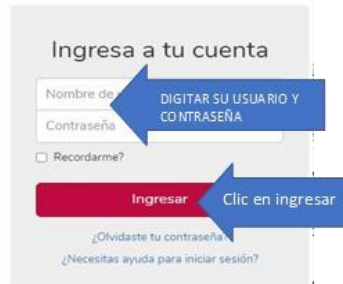 Ingresa a tu cuenta
Nombre de
DIGITAR SU USUARIO Y
CONTRASEÑA
Contraseña
Recordarme?
Ingresar
Clic en ingresar
¿Olvidaste tu contraseña?
¿Necesitas ayuda para iniciar sesión?